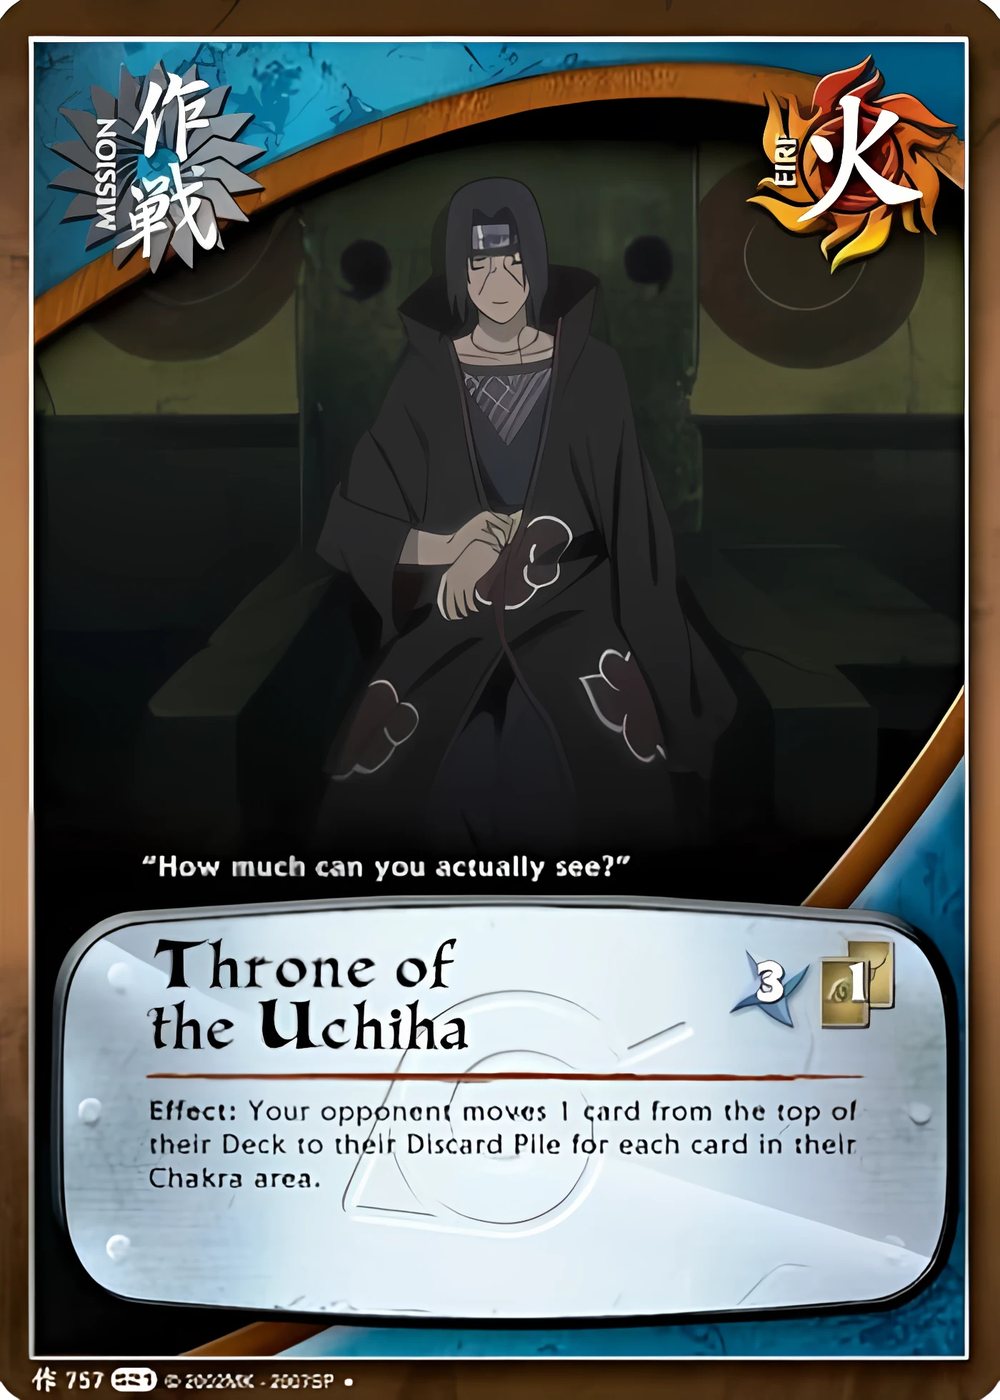 MISSION
作戦
EIRI
火
“How much can you actually see?”
Throne of
the Uchiha
3 1
Effect: Your opponent moves 1 card from the top of
their Deck to their Discard Pile for each card in their
Chakra area.
作 757